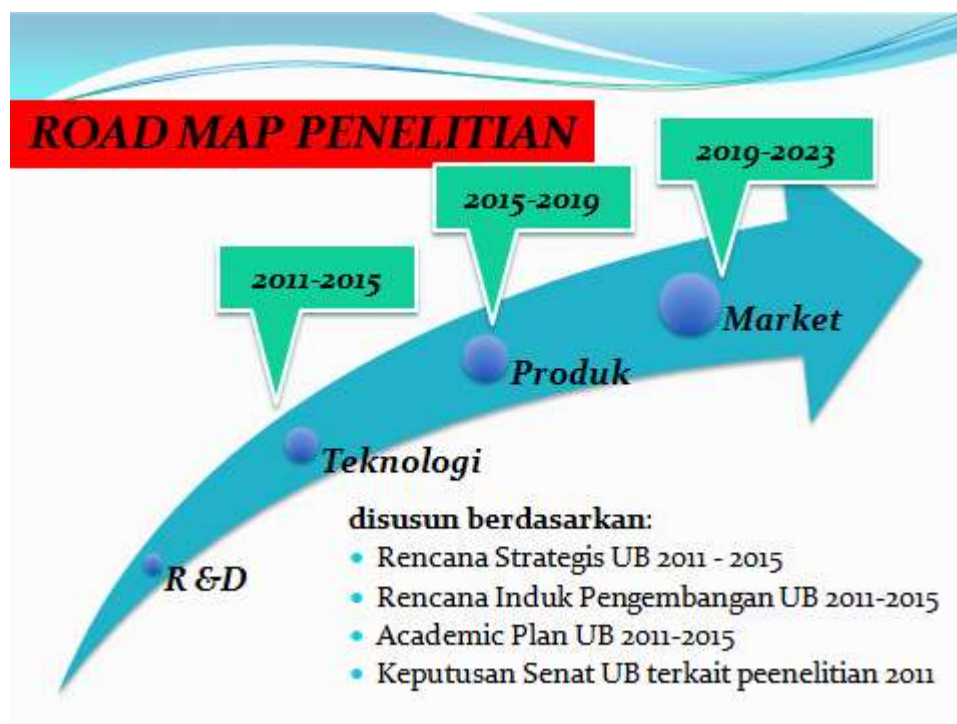 ROAD MAP PENELITIAN
2019-2023
2015-2019
2011-2015
Market
Produk
Teknologi
R &D
disusun berdasarkan:
• Rencana Strategis UB 2011 - 2015
• Rencana Induk Pengembangan UB 2011-2015
• Academic Plan UB 2011-2015
• Keputusan Senat UB terkait peenelitian 2011